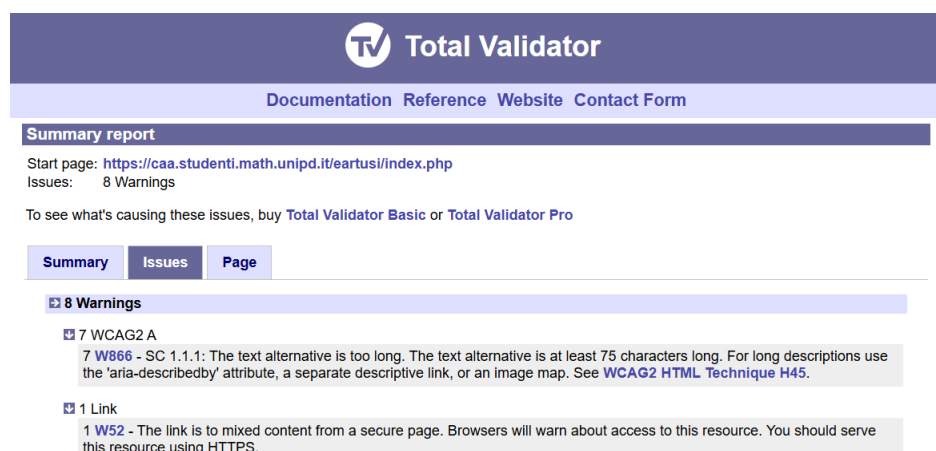 TV Total Validator
Documentation Reference Website Contact Form
Summary report
Start page: https://caa.studenti.math.unipd.it/eartusi/index.php
Issues: 8 Warnings
To see what's causing these issues, buy Total Validator Basic or Total Validator Pro
Summary Issues Page
8 Warnings
7 WCAG2 A
7 W866 - SC 1.1.1: The text alternative is too long. The text alternative is at least 75 characters long. For long descriptions use
the 'aria-describedby' attribute, a separate descriptive link, or an image map. See WCAG2 HTML Technique H45.
1 Link
1 W52 - The link is to mixed content from a secure page. Browsers will warn about access to this resource. You should serve
this resource using HTTPS.